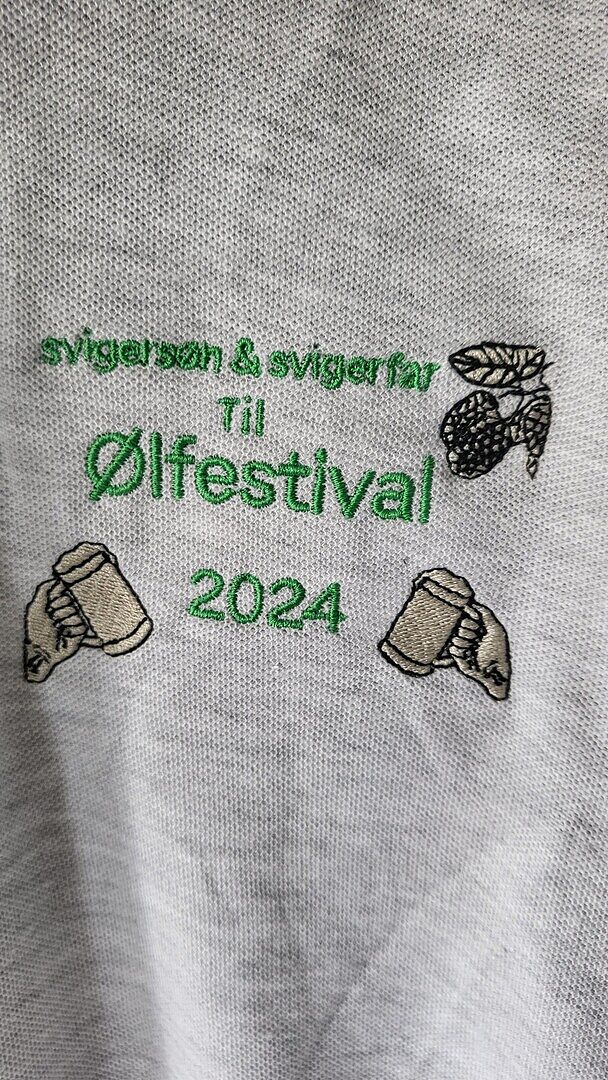 svigersøn & svigerfar
Til
Ølfestival
2024